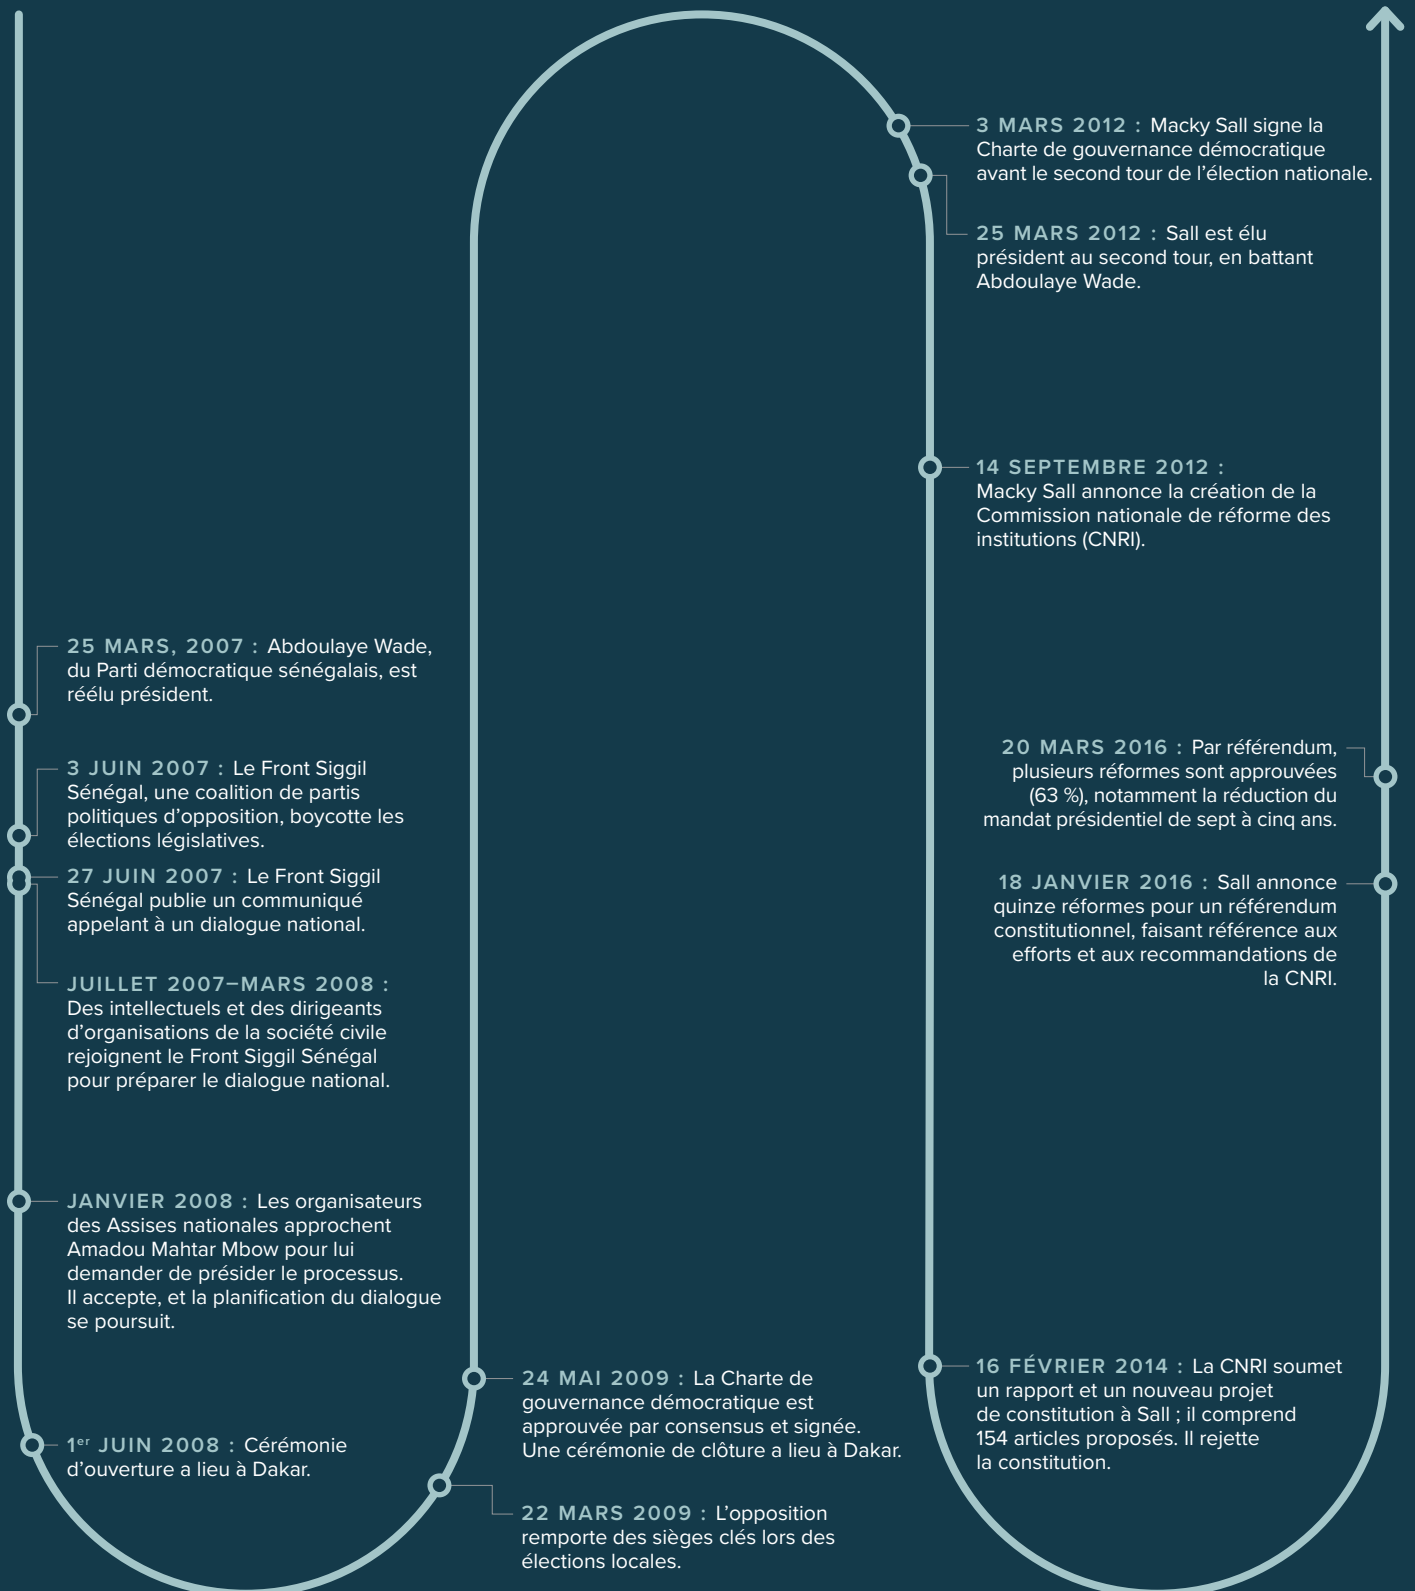 25 MARS, 2007 : Abdoulaye Wade,
du Parti démocratique sénégalais, est
réélu président.
3 JUIN 2007 : Le Front Siggil
Sénégal, une coalition de partis
politiques d’opposition, boycotte les
élections législatives.
27 JUIN 2007 : Le Front Siggil
Sénégal publie un communiqué
appelant à un dialogue national.
JUILLET 2007–MARS 2008 :
Des intellectuels et des dirigeants
d’organisations de la société civile
rejoignent le Front Siggil Sénégal
pour préparer le dialogue national.
JANVIER 2008 : Les organisateurs
des Assises nationales approchent
Amadou Mahtar Mbow pour lui
demander de présider le processus.
Il accepte, et la planification du dialogue
se poursuit.
1er JUIN 2008 : Cérémonie
d’ouverture a lieu à Dakar.
22 MARS 2009 : L’opposition
remporte des sièges clés lors des
élections locales.
24 MAI 2009 : La Charte de
gouvernance démocratique est
approuvée par consensus et signée.
Une cérémonie de clôture a lieu à Dakar.
3 MARS 2012 : Macky Sall signe la
Charte de gouvernance démocratique
avant le second tour de l’élection nationale.
25 MARS 2012 : Sall est élu
président au second tour, en battant
Abdoulaye Wade.
14 SEPTEMBRE 2012 :
Macky Sall annonce la création de la
Commission nationale de réforme des
institutions (CNRI).
16 FÉVRIER 2014 : La CNRI soumet
un rapport et un nouveau projet
de constitution à Sall ; il comprend
154 articles proposés. Il rejette
la constitution.
18 JANVIER 2016 : Sall annonce
quinze réformes pour un référendum
constitutionnel, faisant référence aux
efforts et aux recommandations de
la CNRI.
20 MARS 2016 : Par référendum,
plusieurs réformes sont approuvées
(63 %), notamment la réduction du
mandat présidentiel de sept à cinq ans.